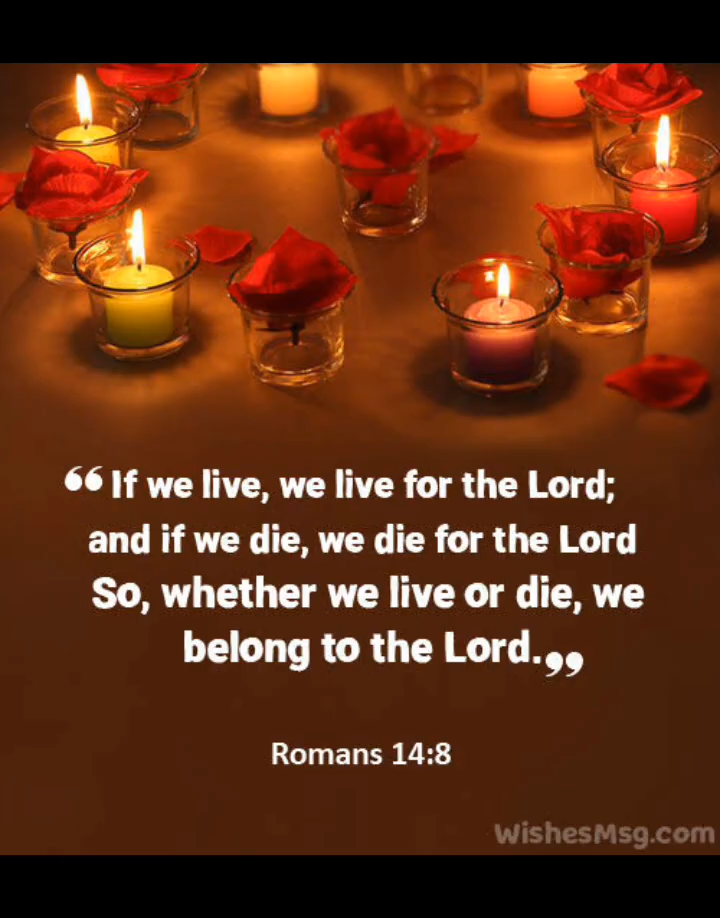 “If we live, we live for the Lord;
and if we die, we die for the Lord
So, whether we live or die, we
belong to the Lord.”
Romans 14:8
WishesMsg.com